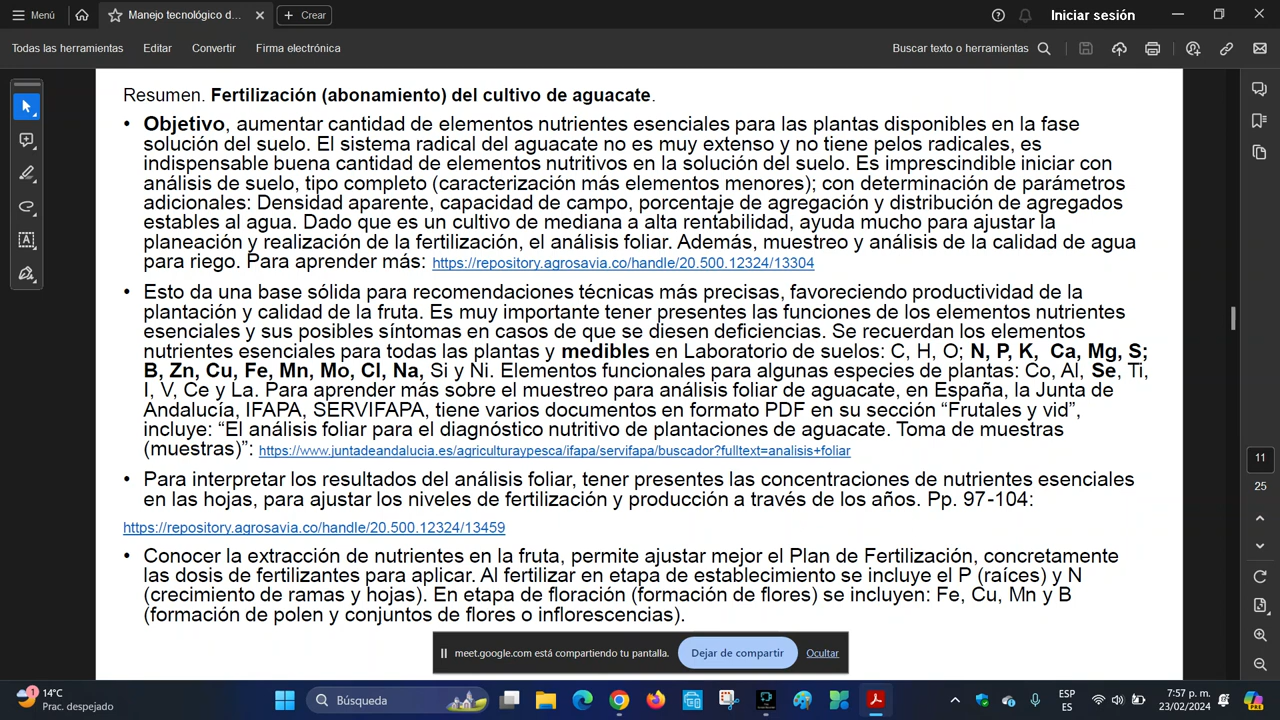 Menú
Manejo tecnológico d...
Crear
Iniciar sesión
Todas las herramientas
Editar
Convertir
Firma electrónica
Buscar texto o herramientas
Resumen. Fertilización (abonamiento) del cultivo de aguacate.
• Objetivo, aumentar cantidad de elementos nutrientes esenciales para las plantas disponibles en la fase
solución del suelo. El sistema radical del aguacate no es muy extenso y no tiene pelos radicales, es
indispensable buena cantidad de elementos nutritivos en la solución del suelo. Es imprescindible iniciar con
análisis de suelo, tipo completo (caracterización más elementos menores); con determinación de parámetros
adicionales: Densidad aparente, capacidad de campo, porcentaje de agregación y distribución de agregados
estables al agua. Dado que es un cultivo de mediana a alta rentabilidad, ayuda mucho para ajustar la
planeación y realización de la fertilización, el análisis foliar. Además, muestreo y análisis de la calidad de agua
para riego. Para aprender más: https://repository.agrosavia.co/handle/20.500.12324/13304
• Esto da una base sólida para recomendaciones técnicas más precisas, favoreciendo productividad de la
plantación y calidad de la fruta. Es muy importante tener presentes las funciones de los elementos nutrientes
esenciales y sus posibles síntomas en casos de que se diesen deficiencias. Se recuerdan los elementos
nutrientes esenciales para todas las plantas y medibles en Laboratorio de suelos: C, H, O; N, P, K, Ca, Mg, S;
B, Zn, Cu, Fe, Mn, Mo, Cl, Na, Si y Ni. Elementos funcionales para algunas especies de plantas: Co, Al, Se, Ti,
I, V, Ce y La. Para aprender más sobre el muestreo para análisis foliar de aguacate, en España, la Junta de
Andalucía, IFAPA, SERVIFAPA, tiene varios documentos en formato PDF en su sección “Frutales y vid”,
incluye: “El análisis foliar para el diagnóstico nutritivo de plantaciones de aguacate. Toma de muestras
(muestras)”: https://www.juntadeandalucia.es/agriculturaypesca/ifapa/servifapa/buscador?fulltext=analisis+foliar
• Para interpretar los resultados del análisis foliar, tener presentes las concentraciones de nutrientes esenciales
en las hojas, para ajustar los niveles de fertilización y producción a través de los años. Pp. 97-104:
https://repository.agrosavia.co/handle/20.500.12324/13459
• Conocer la extracción de nutrientes en la fruta, permite ajustar mejor el Plan de Fertilización, concretamente
las dosis de fertilizantes para aplicar. Al fertilizar en etapa de establecimiento se incluye el P (raíces) y N
(crecimiento de ramas y hojas). En etapa de floración (formación de flores) se incluyen: Fe, Cu, Mn y B
(formación de polen y conjuntos de flores o inflorescencias).
11
25
meet.google.com está compartiendo tu pantalla.
Dejar de compartir
Ocultar
1
14°C
Prac. despejado
Búsqueda
ESP
ES
7:57 p. m.
23/02/2024